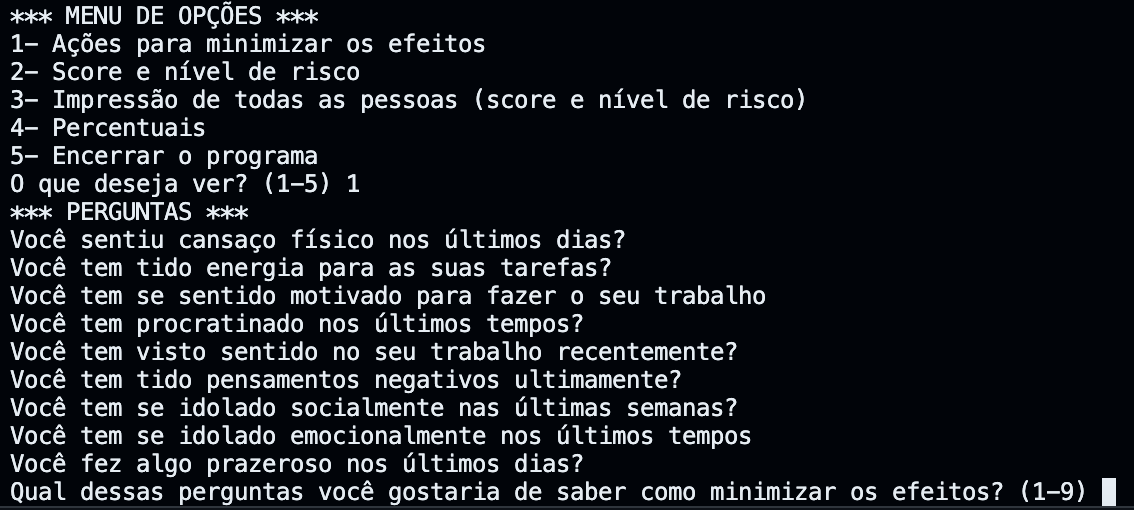 *** MENU DE OPÇÕES ***
1- Ações para minimizar os efeitos
2- Score e nível de risco
3- Impressão de todas as pessoas (score e nível de risco)
4- Percentuais
5- Encerrar o programa
O que deseja ver? (1-5) 1
*** PERGUNTAS ***
Você sentiu cansaço físico nos últimos dias?
Você tem tido energia para as suas tarefas?
Você tem se sentido motivado para fazer o seu trabalho
Você tem procratinado nos últimos tempos?
Você tem visto sentido no seu trabalho recentemente?
Você tem tido pensamentos negativos ultimamente?
Você tem se idolado socialmente nas últimas semanas?
Você tem se idolado emocionalmente nos últimos tempos
Você fez algo prazeroso nos últimos dias?
Qual dessas perguntas você gostaria de saber como minimizar os efeitos? (1-9)